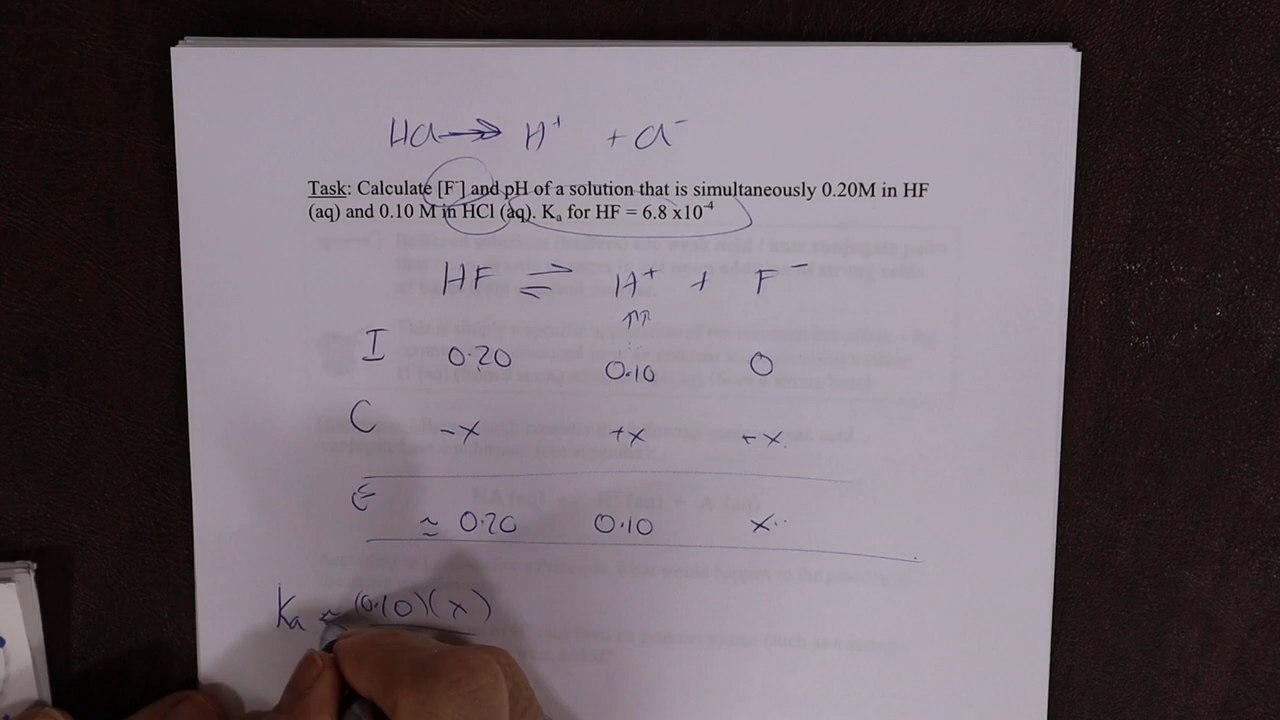 HCl → H⁺ + Cl⁻
Task: Calculate [F⁻] and pH of a solution that is simultaneously 0.20M in HF
(aq) and 0.10 M in HCl (aq). Kₐ for HF = 6.8 x10⁻⁴
HF ⇌ H⁺ + F⁻
↑↑
I 0.20 0.10 0
C -x +x +x
E ≈ 0.20 0.10 x
Ka ≈ (0.10)(x)